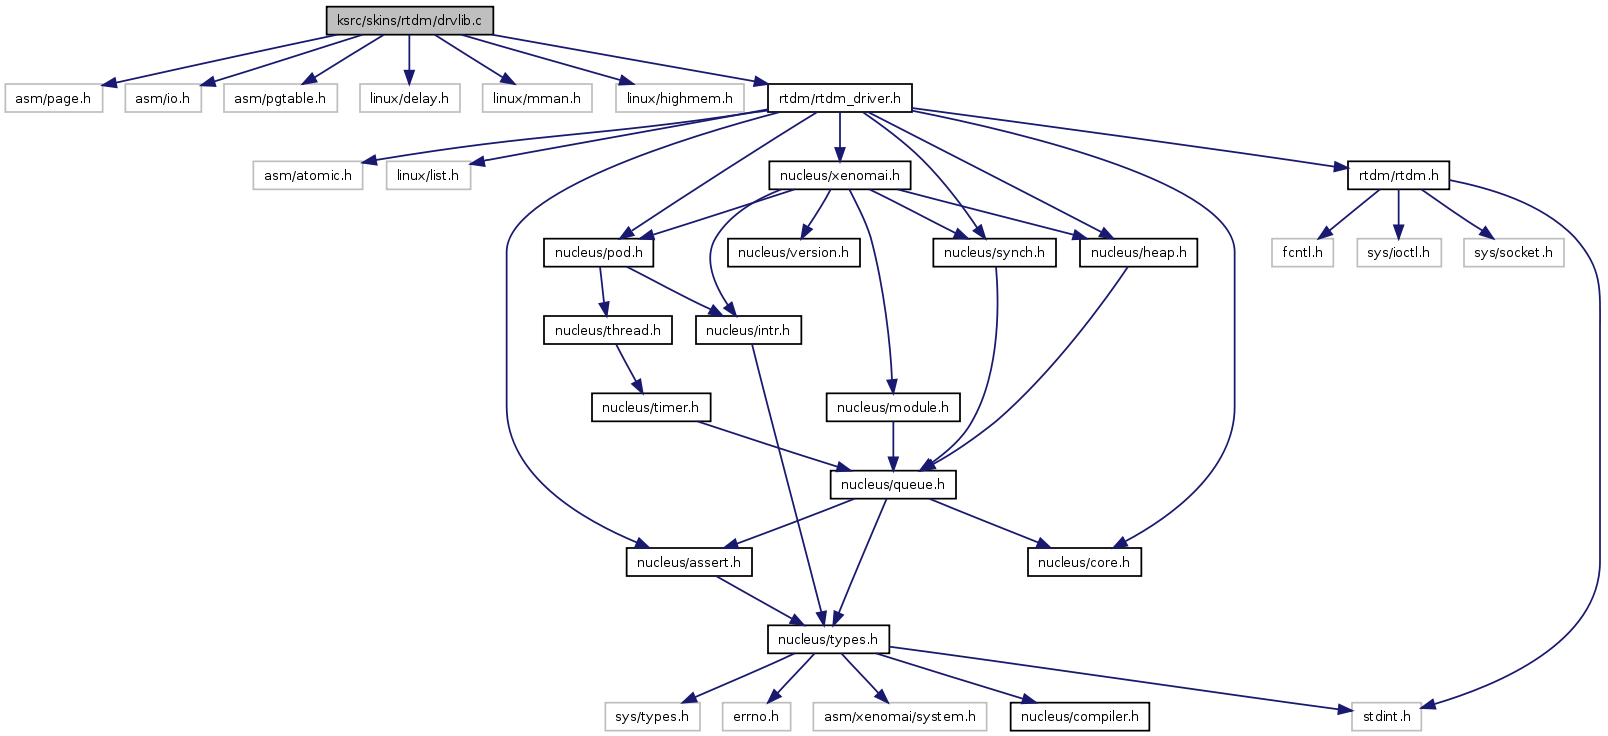 ksrc/skins/rtdm/drvlib.c
asm/page.h
asm/io.h
asm/pgtable.h
linux/delay.h
linux/mman.h
linux/highmem.h
rtdm/rtdm_driver.h
asm/atomic.h
linux/list.h
nucleus/xenomai.h
rtdm/rtdm.h
nucleus/pod.h
nucleus/version.h
nucleus/synch.h
nucleus/heap.h
fcntl.h
sys/ioctl.h
sys/socket.h
nucleus/thread.h
nucleus/intr.h
nucleus/timer.h
nucleus/module.h
nucleus/queue.h
nucleus/assert.h
nucleus/core.h
nucleus/types.h
sys/types.h
errno.h
asm/xenomai/system.h
nucleus/compiler.h
stdint.h